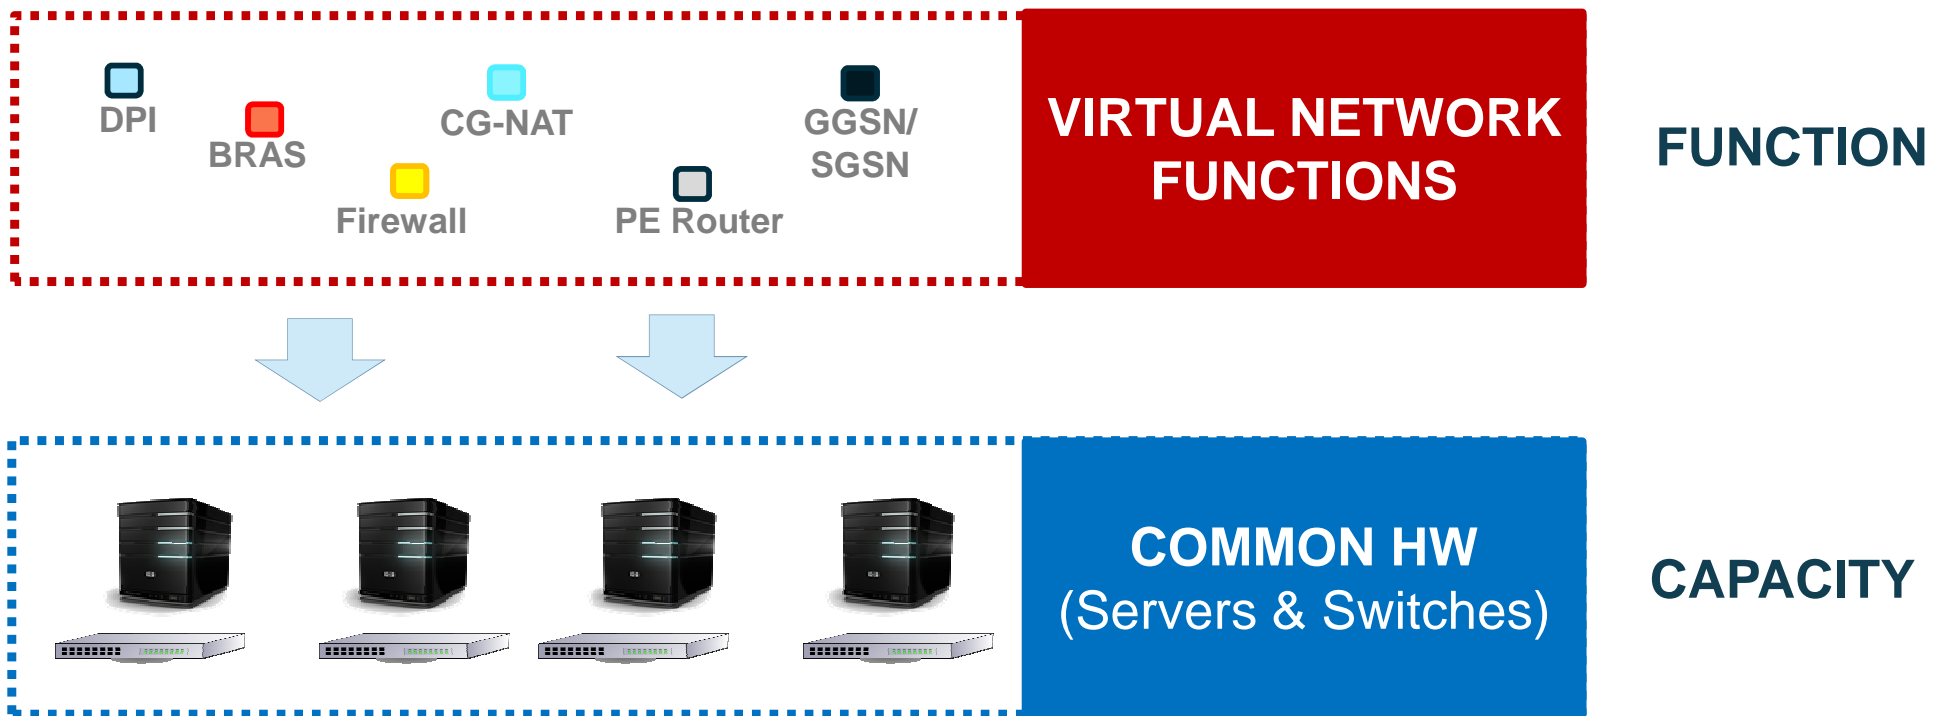 DPI
BRAS
Firewall
CG-NAT
PE Router
GGSN/
SGSN
VIRTUAL NETWORK
FUNCTIONS
FUNCTION
COMMON HW
(Servers & Switches)
CAPACITY